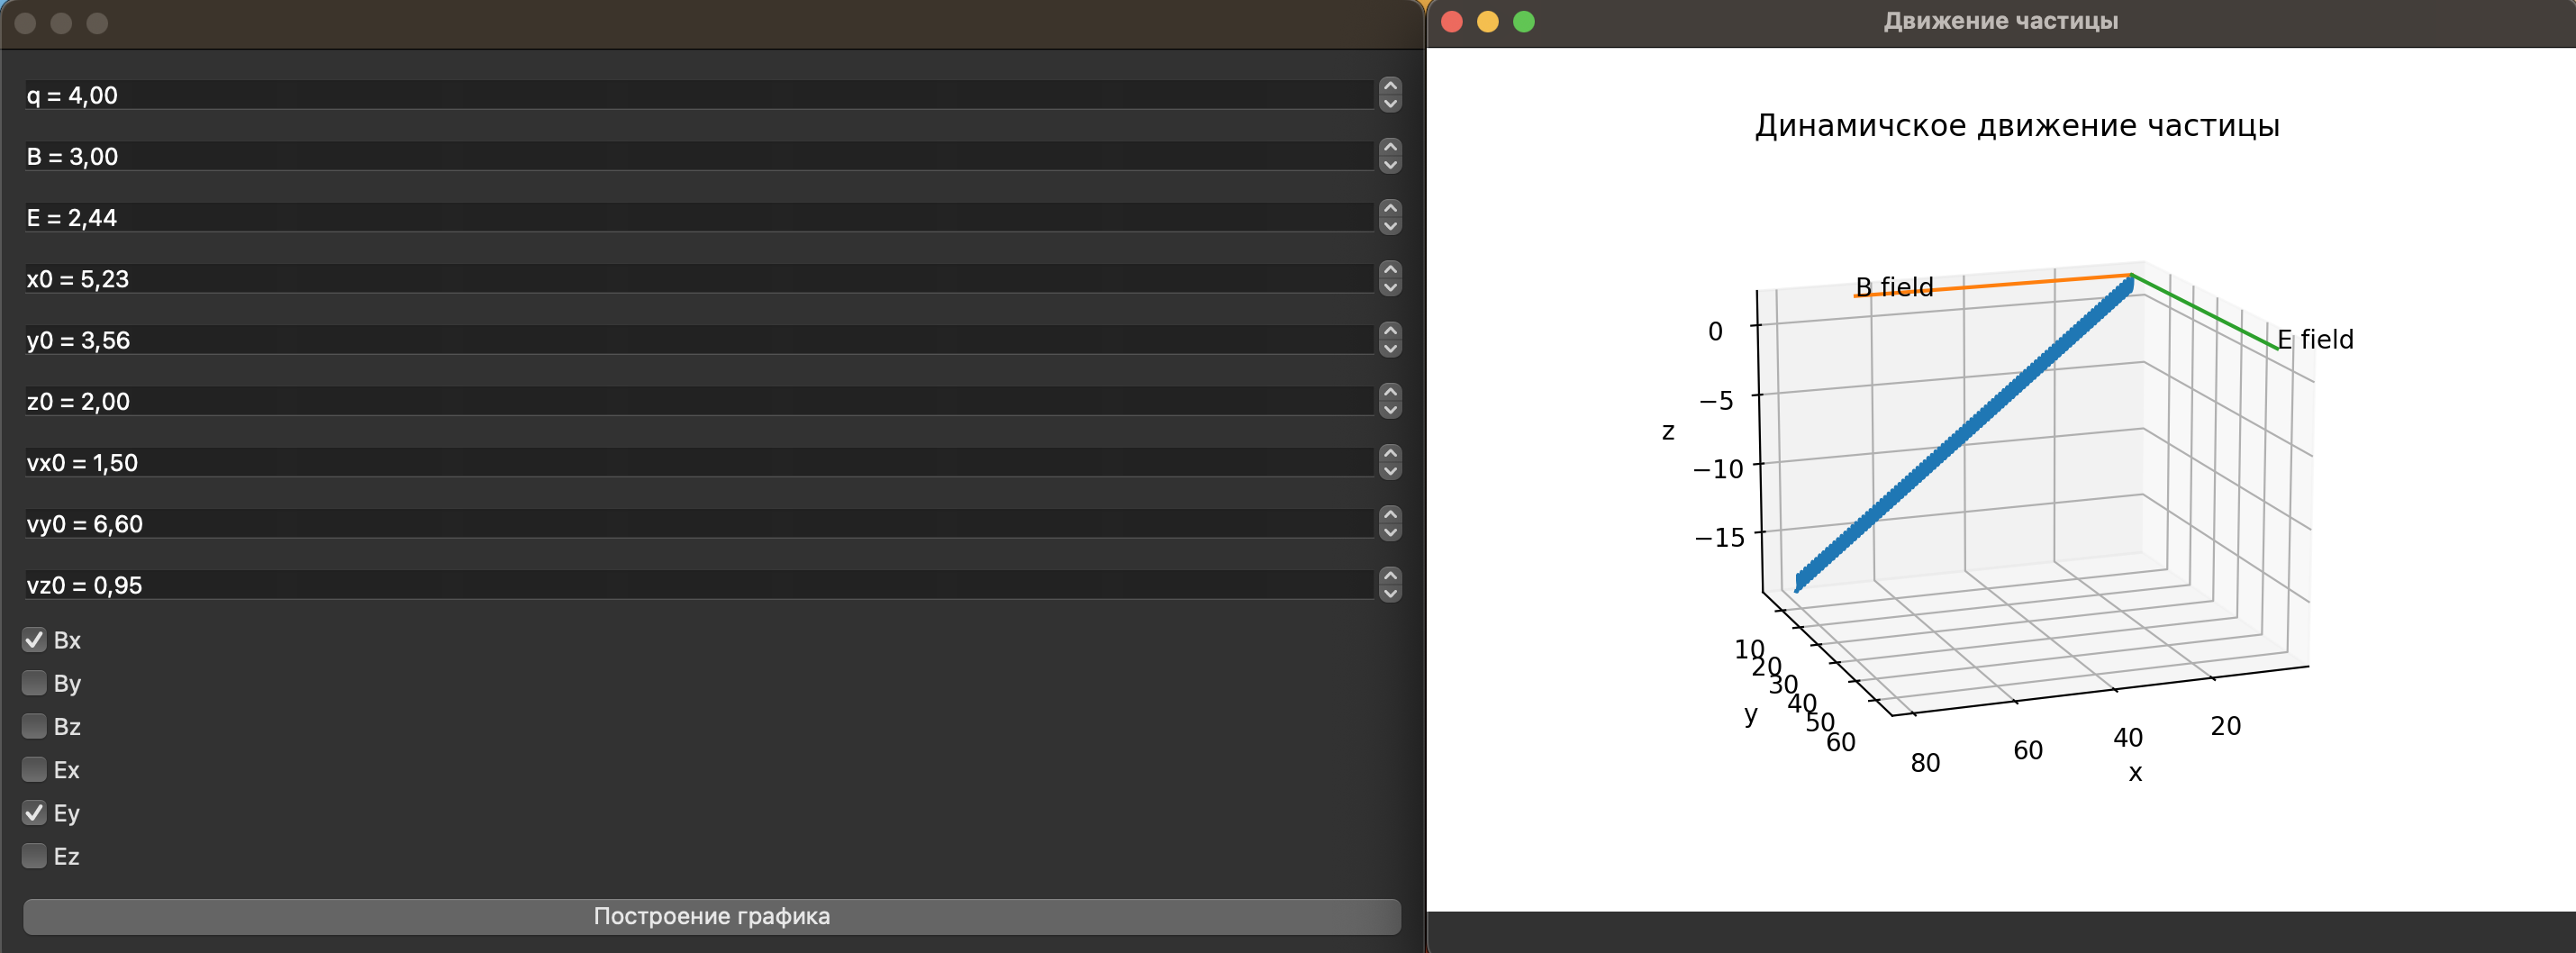 q = 4,00
B = 3,00
E = 2,44
x0 = 5,23
y0 = 3,56
z0 = 2,00
vx0 = 1,50
vy0 = 6,60
vz0 = 0,95
Bx
By
Bz
Ex
Ey
Ez
Построение графика
Движение частицы
Динамичское движение частицы
B field
E field
0
−5
z
−10
−15
10
20
30
40
50
60
y
80
60
40
20
x